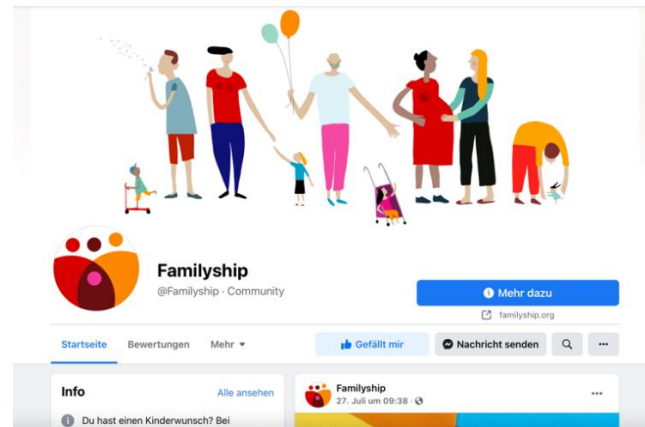 Familyship
@Familyship · Community
Mehr dazu
familyship.org
Startseite Bewertungen Mehr
Gefällt mir
Nachricht senden
Info
Alle ansehen
Du hast einen Kinderwunsch? Bei
Familyship
27. Juli um 09:38 ·